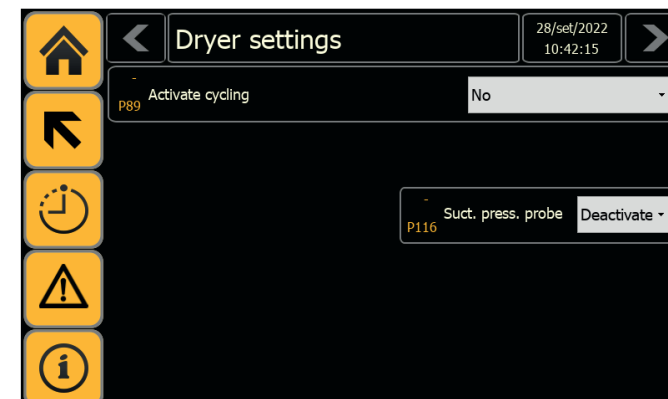 Dryer settings
28/set/2022
10:42:15
-
P89 Activate cycling No
-
P116 Suct. press. probe Deactivate